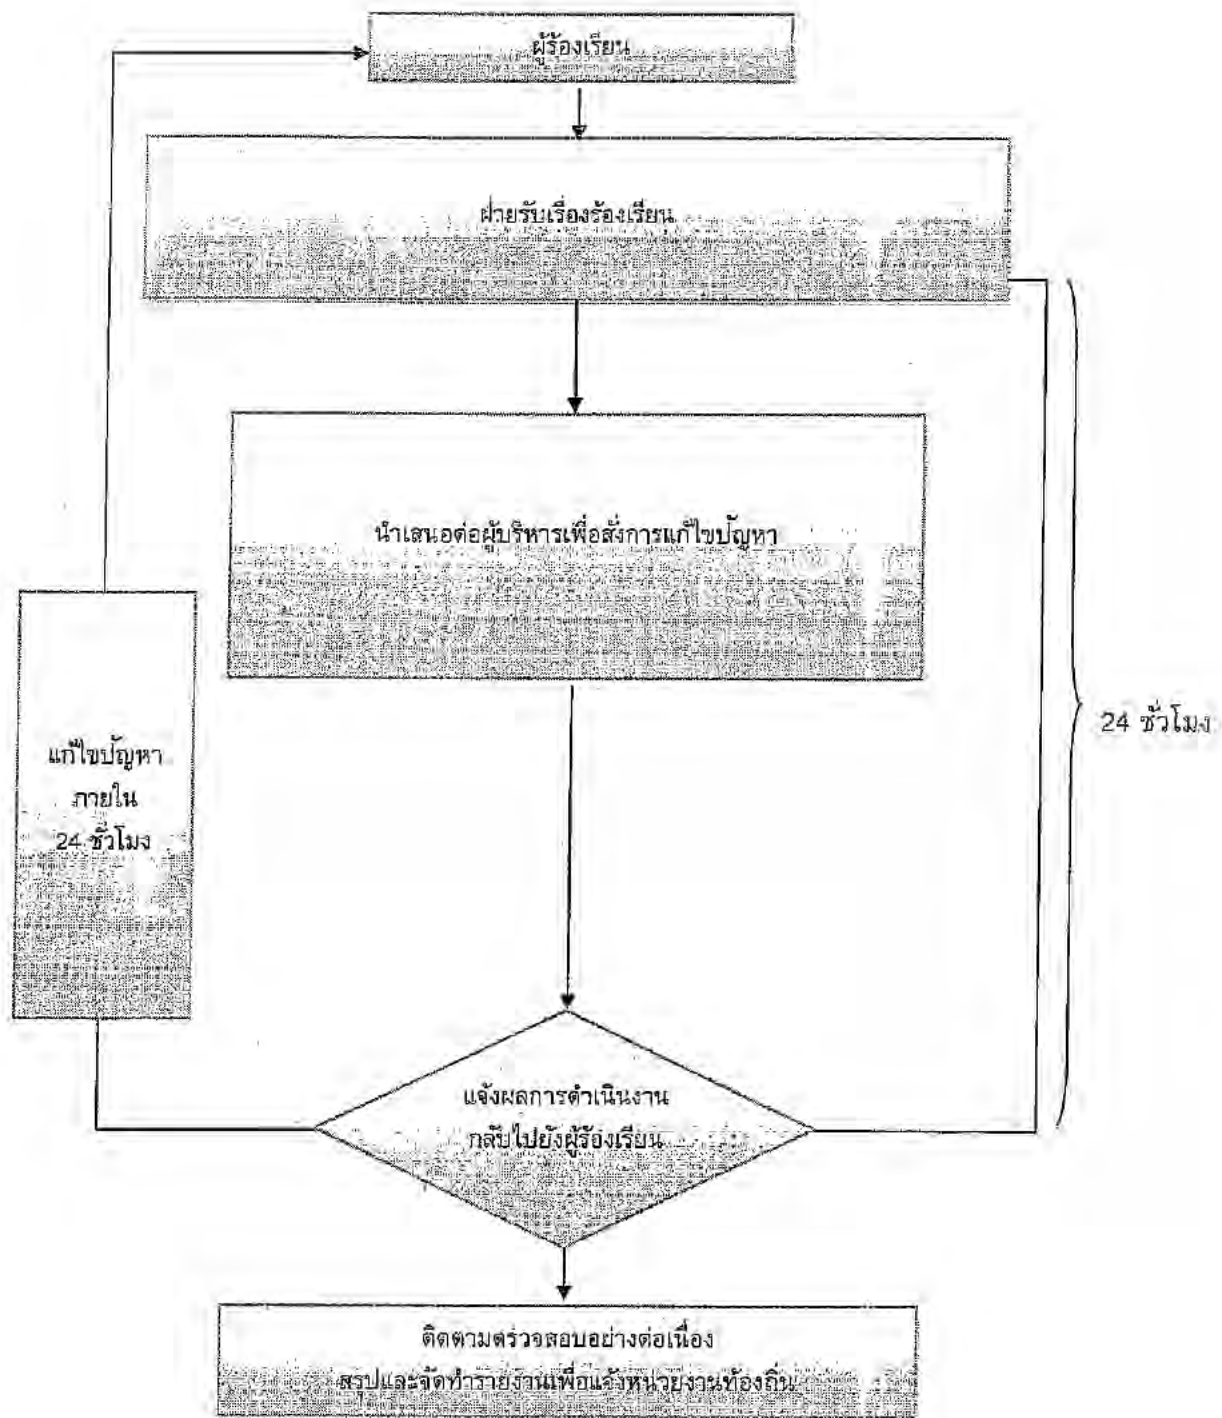 ผู้ร้องเรียน
ฝ่ายรับเรื่องร้องเรียน
นำเสนอต่อผู้บริหารเพื่อสั่งการแก้ไขปัญหา
แก้ไขปัญหา
ภายใน
24 ชั่วโมง
24 ชั่วโมง
แจ้งผลการดำเนินงาน
กลับไปยังผู้ร้องเรียน
ติดตามตรวจสอบอย่างต่อเนื่อง
สรุปและจัดทำรายงานเพื่อแจ้งหน่วยงานท้องถิ่น